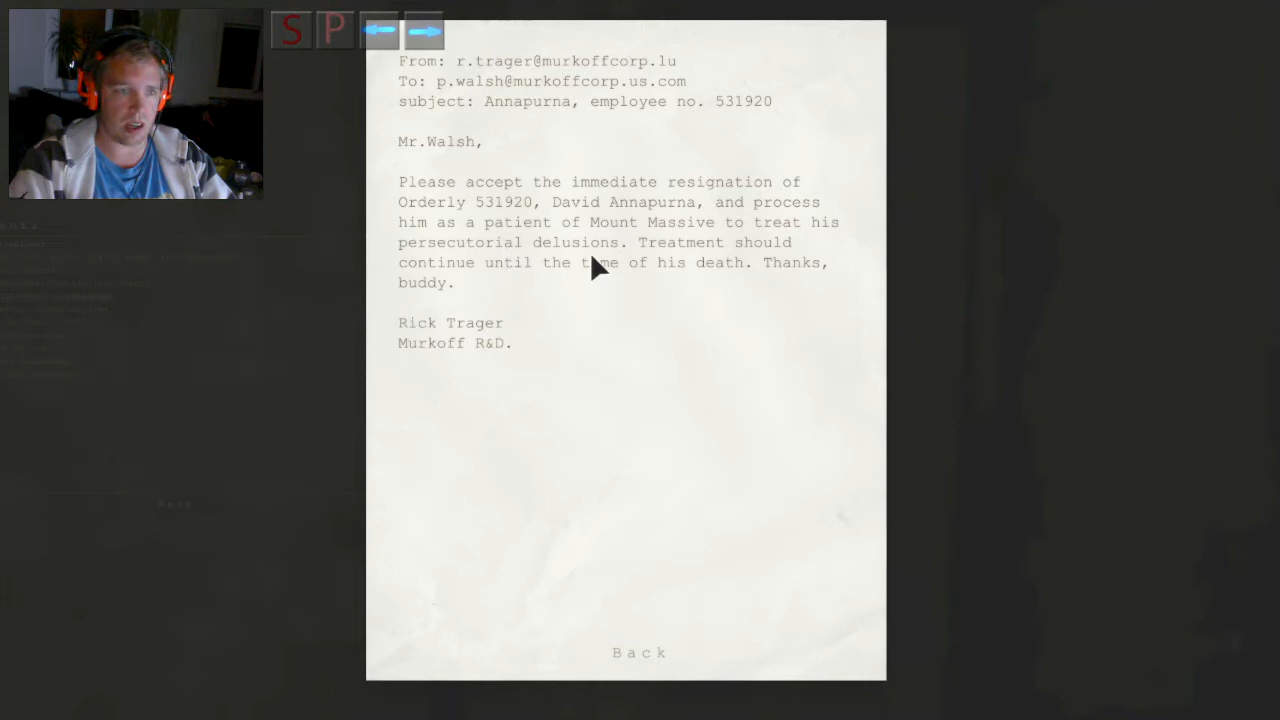 S P
From: r.trager@murkoffcorp.lu
To: p.walsh@murkoffcorp.us.com
subject: Annapurna, employee no. 531920
Mr.Walsh,
Please accept the immediate resignation of
Orderly 531920, David Annapurna, and process
him as a patient of Mount Massive to treat his
persecutorial delusions. Treatment should
continue until the time of his death. Thanks,
buddy.
Rick Trager
Murkoff R&D.
Back